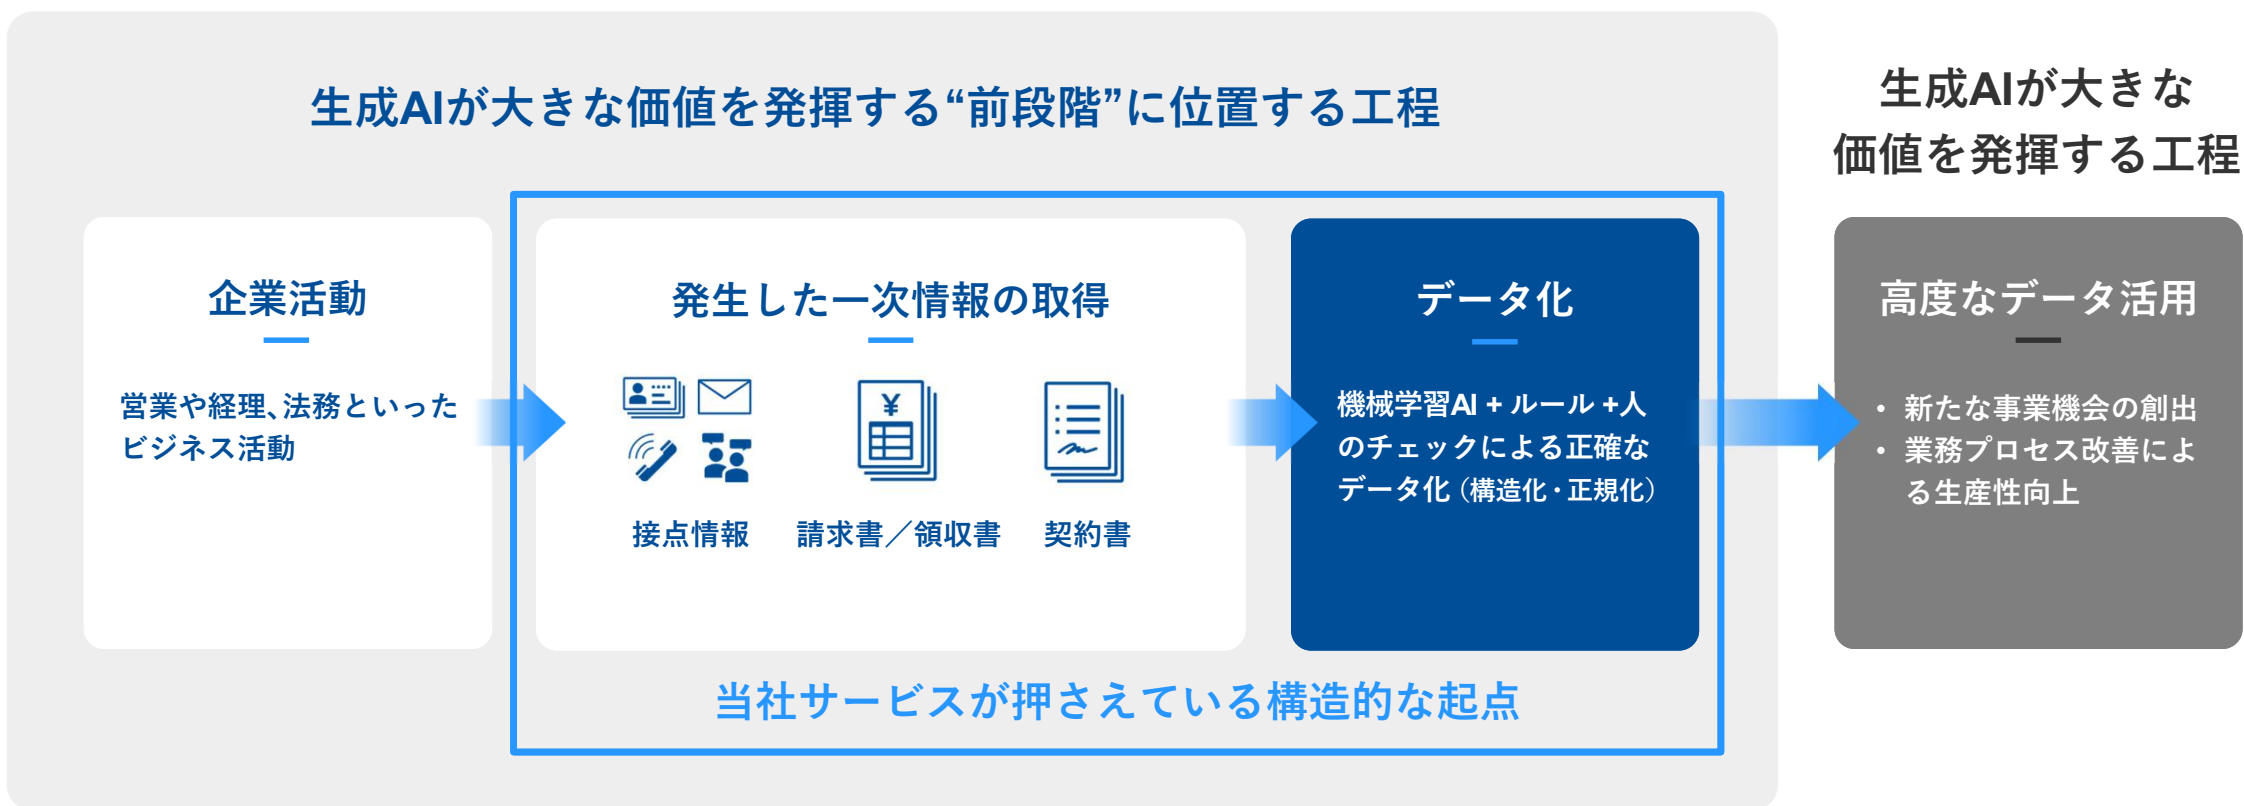 生成AIが大きな価値を発揮する“前段階”に位置する工程
生成AIが大きな
価値を発揮する工程
企業活動
営業や経理、法務といった
ビジネス活動
発生した一次情報の取得
¥
接点情報
請求書／領収書
契約書
データ化
機械学習AI + ルール +人
のチェックによる正確な
データ化（構造化・正規化）
当社サービスが押さえている構造的な起点
高度なデータ活用
• 新たな事業機会の創出
• 業務プロセス改善によ
る生産性向上